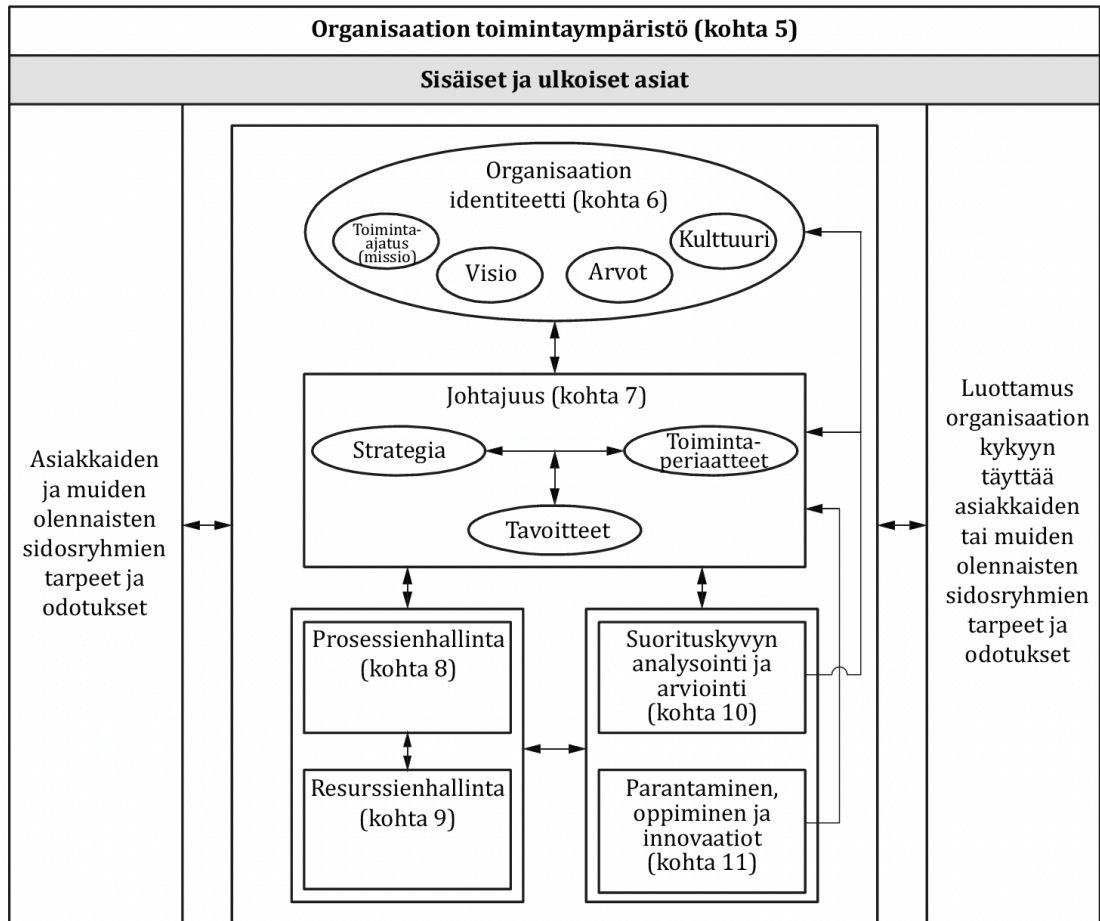 Organisaation toimintaympäristö (kohta 5)
Sisäiset ja ulkoiset asiat
Asiakkaiden
ja muiden
olennaisten
sidosryhmien
tarpeet ja
odotukset
Organisaation
identiteetti (kohta 6)
Toiminta-
ajatus
(missio)
Visio
Arvot
Kulttuuri
Johtajuus (kohta 7)
Strategia
Toiminta-
periaatteet
Tavoitteet
Prosessienhallinta
(kohta 8)
Resurssienhallinta
(kohta 9)
Suorituskyvyn
analysointi ja
arviointi
(kohta 10)
Parantaminen,
oppiminen ja
innovaatiot
(kohta 11)
Luottamus
organisaation
kykyyn
täyttää
asiakkaiden
tai muiden
olennaisten
sidosryhmien
tarpeet ja
odotukset